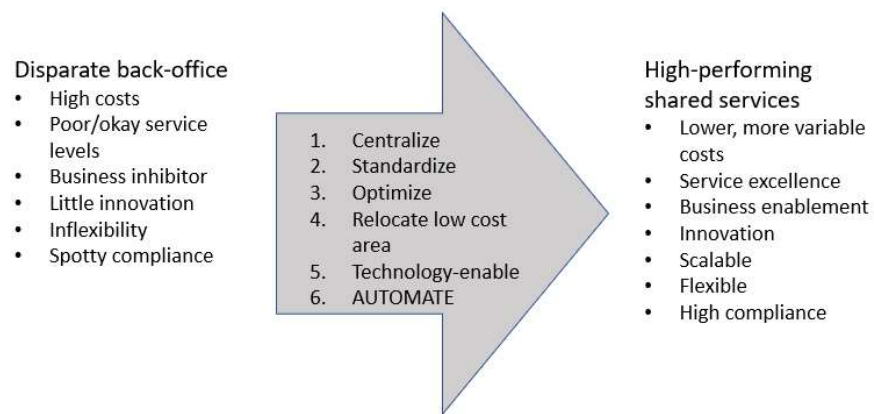 Disparate back-office
• High costs
• Poor/okay service
levels
• Business inhibitor
• Little innovation
• Inflexibility
• Spotty compliance
1. Centralize
2. Standardize
3. Optimize
4. Relocate low cost
area
5. Technology-enable
6. AUTOMATE
High-performing
shared services
• Lower, more variable
costs
• Service excellence
• Business enablement
• Innovation
• Scalable
• Flexible
• High compliance